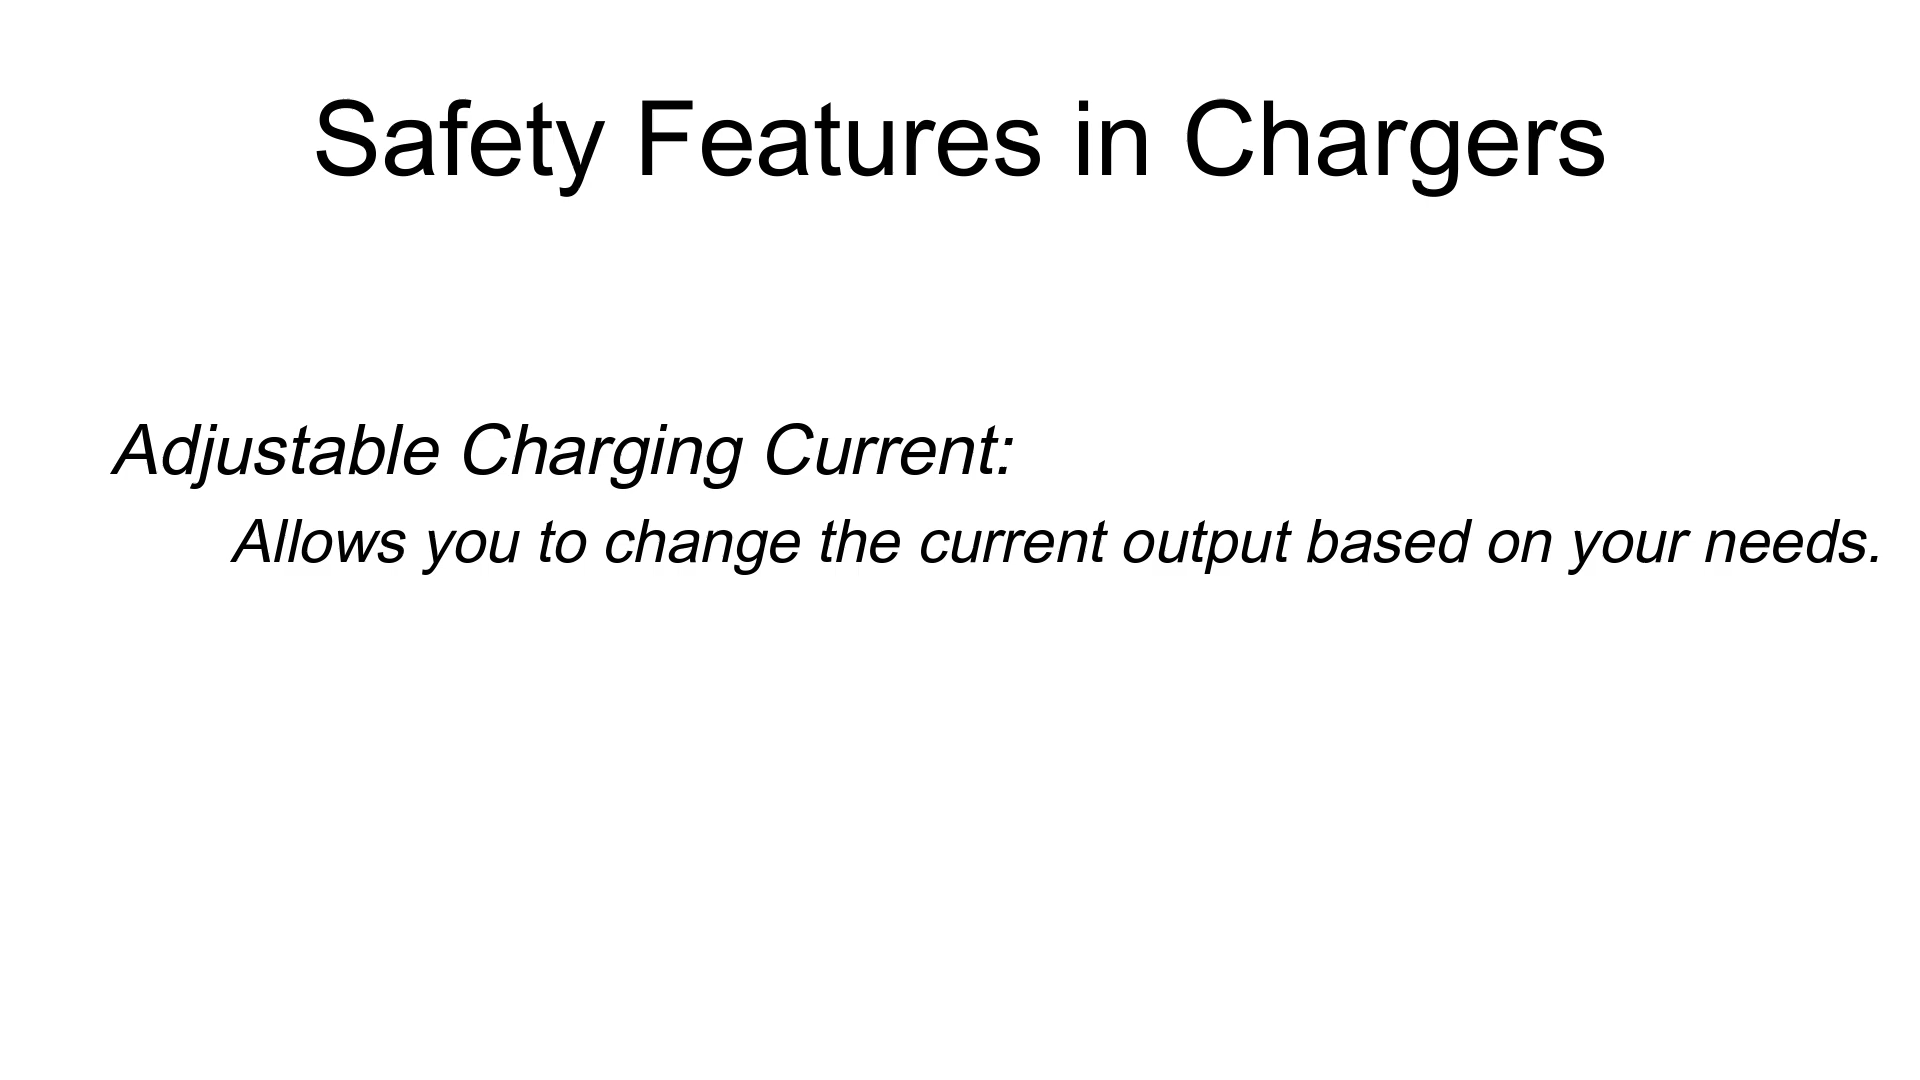 Safety Features in Chargers
Adjustable Charging Current:
Allows you to change the current output based on your needs.